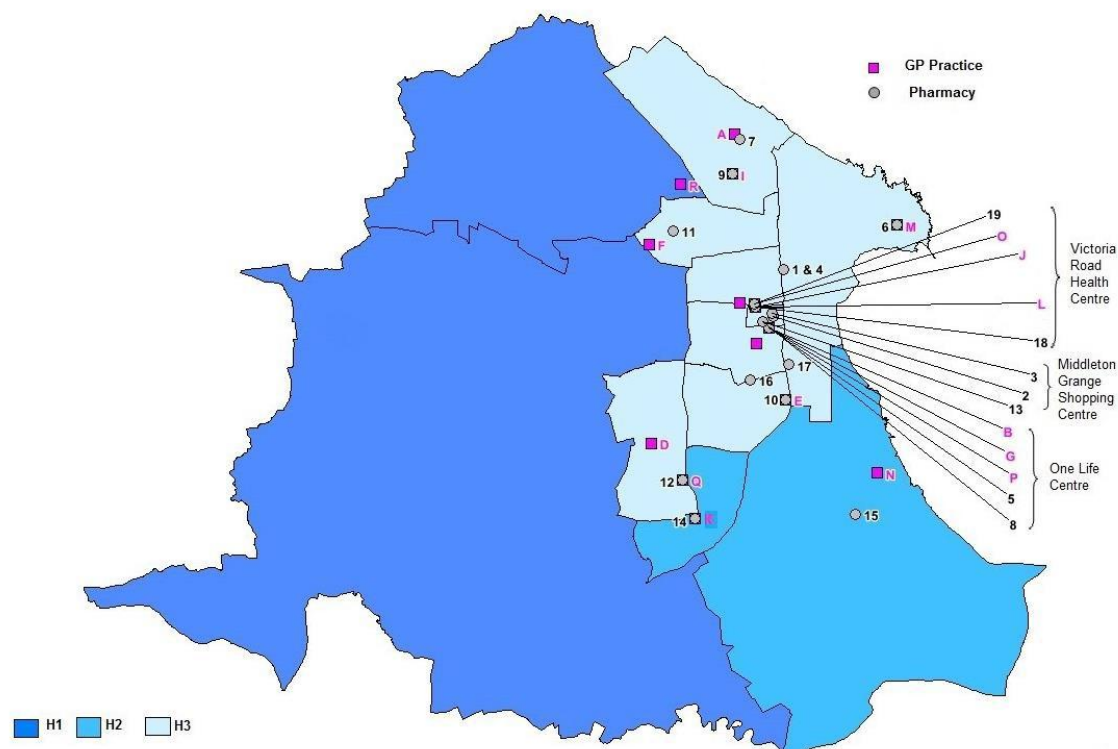 GP Practice
Pharmacy
A
7
9
I
R
6
M
11
F
1 & 4
19
O
J
L
18
Victoria
Road
Health
Centre
3
2
13
Middleton
Grange
Shopping
Centre
17
16
10
E
B
G
P
5
8
One Life
Centre
D
N
12
Q
14
K
15
H1
H2
H3